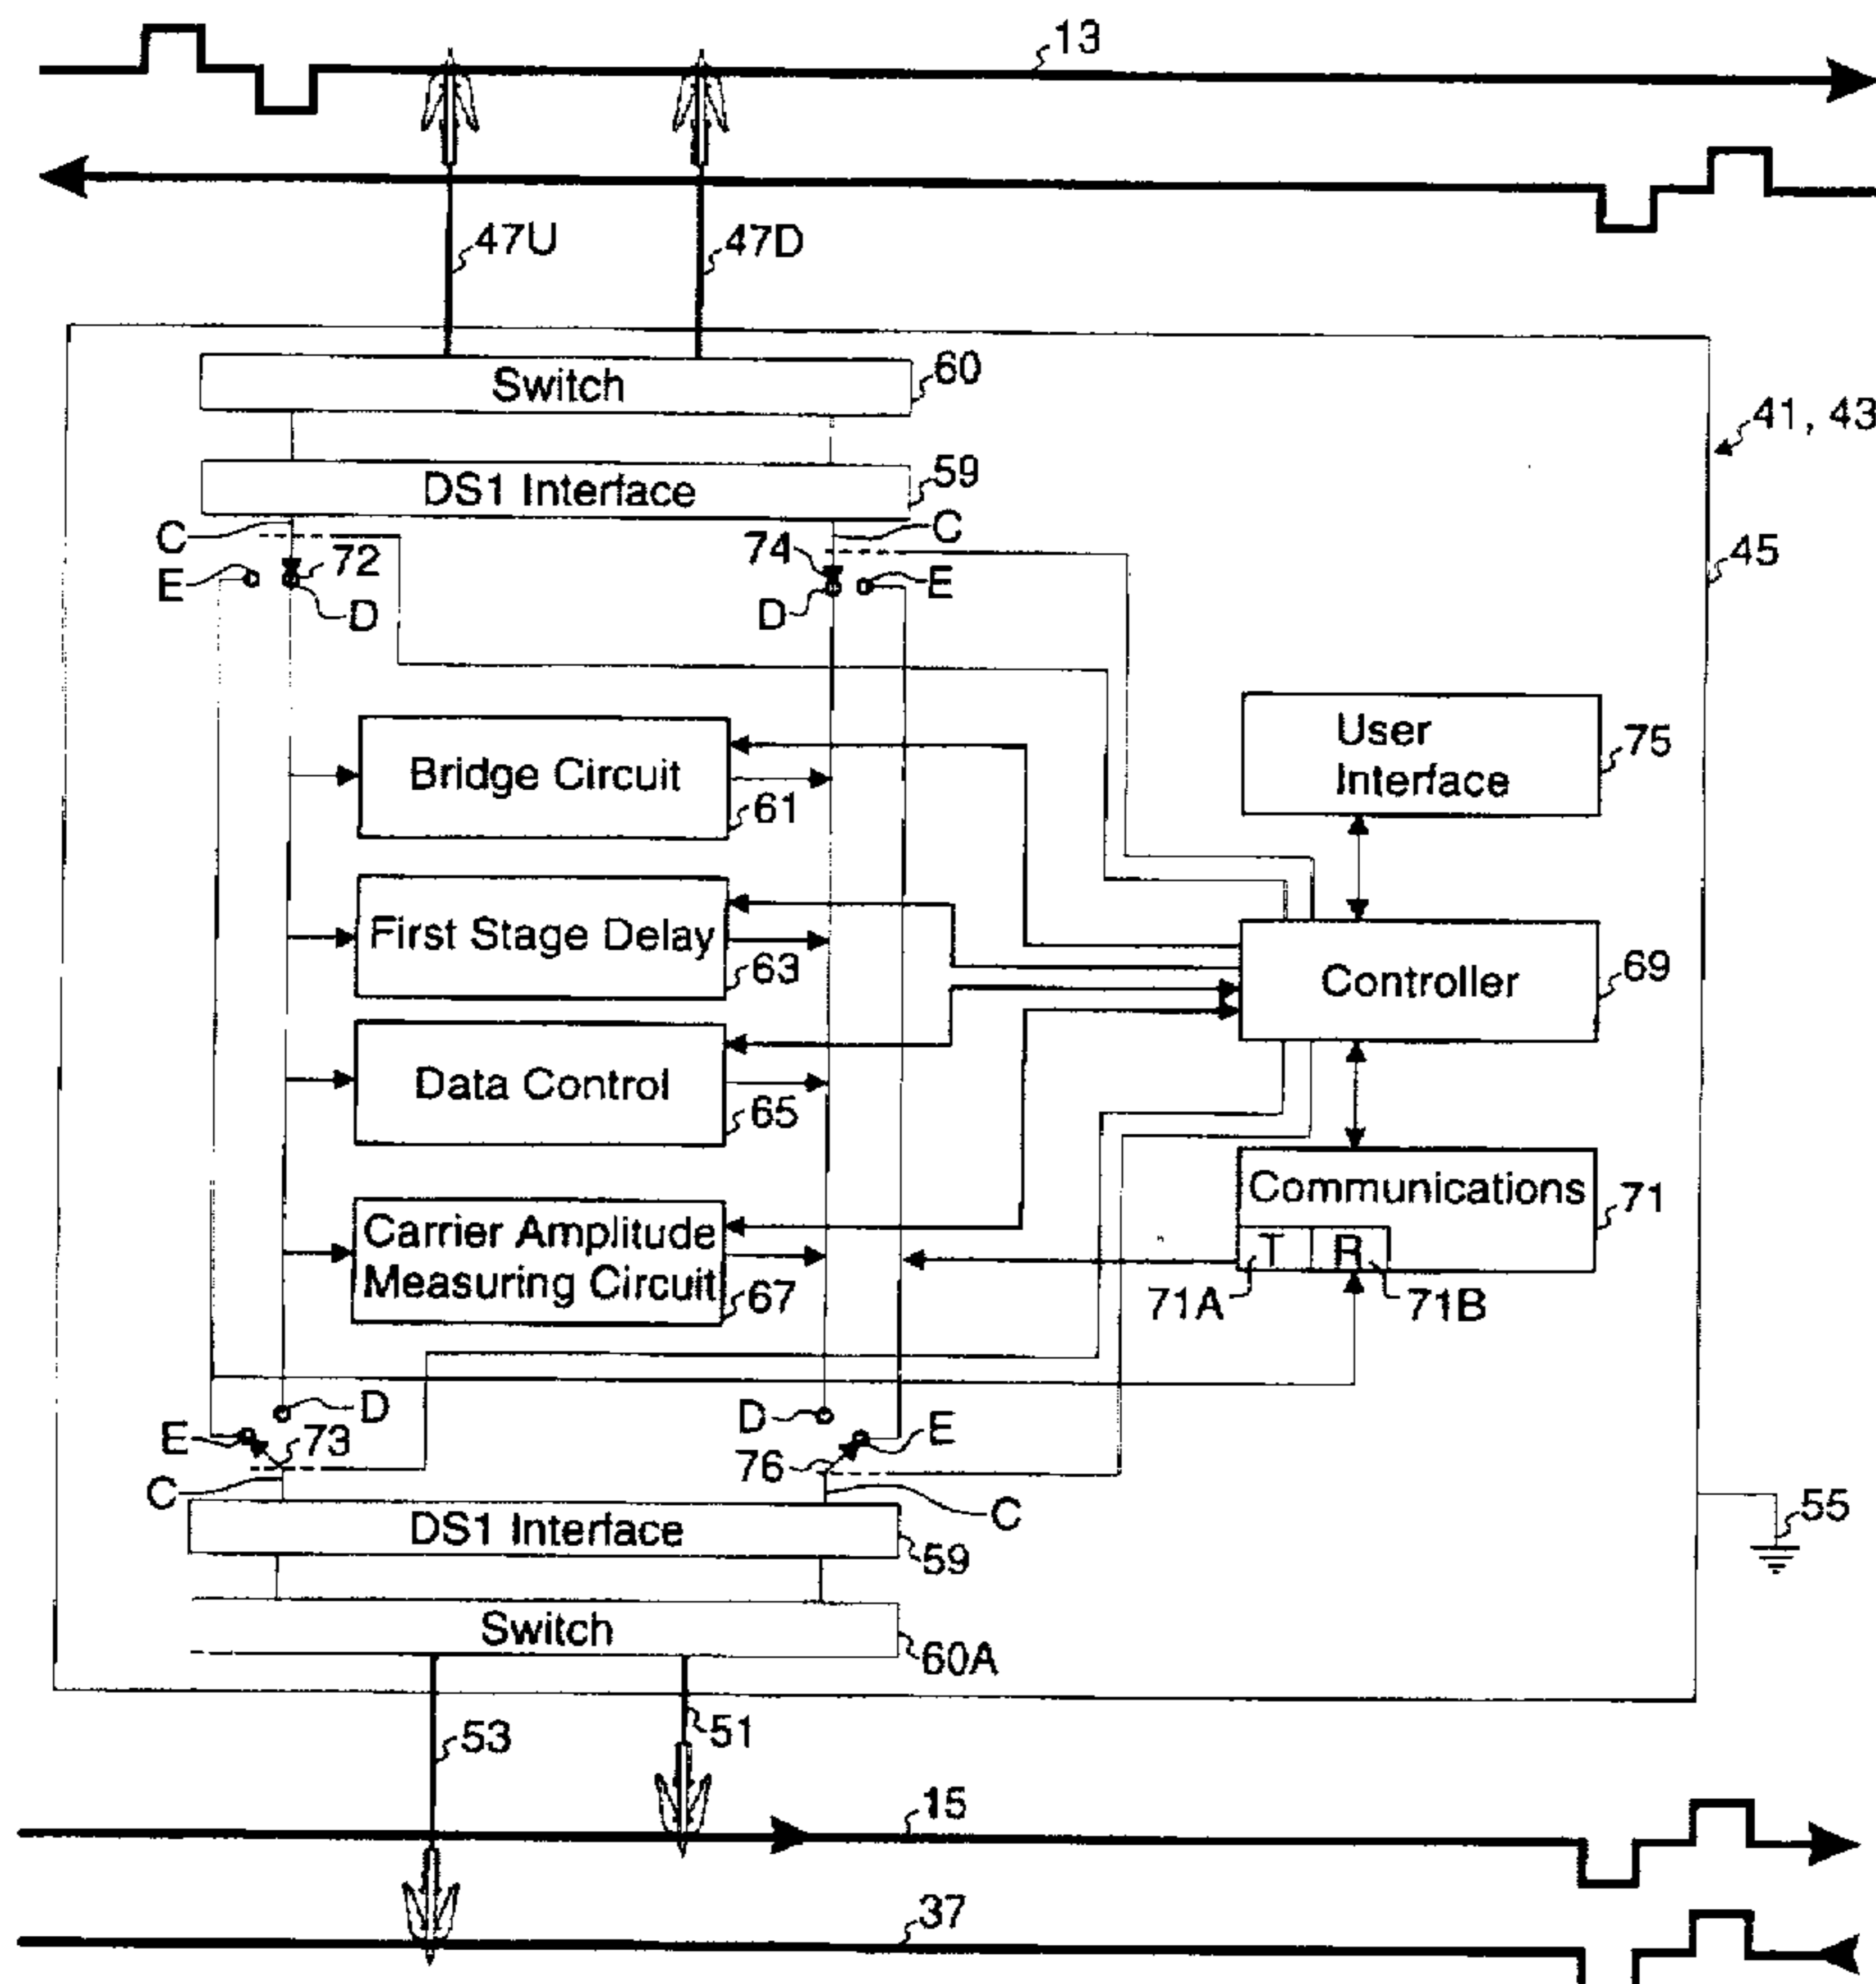 13
47U
47D
Switch
60
41, 43
DS1 Interface
59
C
C
45
E
72
74
E
D
D
User
Interface
75
Bridge Circuit
61
First Stage Delay
63
Controller
69
Data Control
65
Communications
71
T
R
Carrier Amplitude
Measuring Circuit
67
71A
71B
D
D
E
73
E
76
C
C
DS1 Interface
59
55
Switch
60A
53
51
15
37